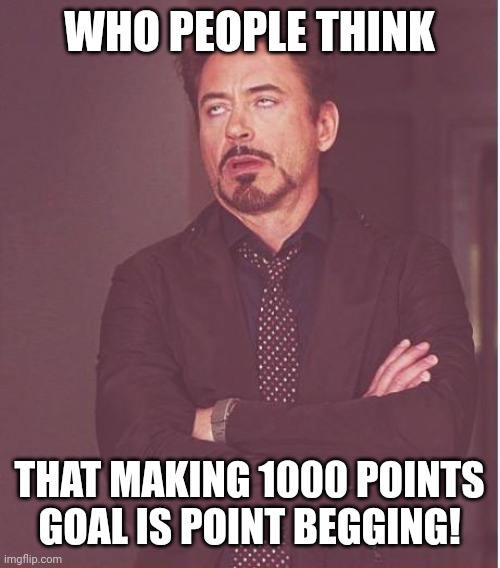 WHO PEOPLE THINK
THAT MAKING 1000 POINTS
GOAL IS POINT BEGGING!
imgflip.com